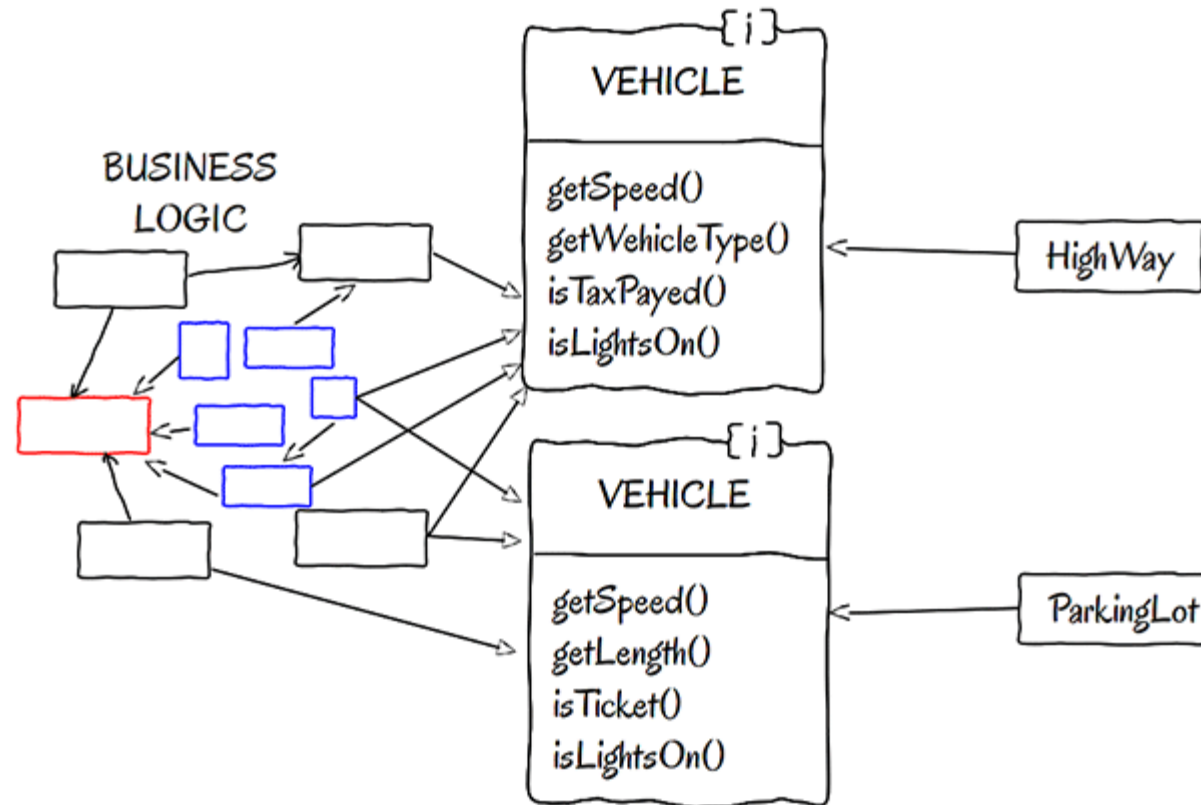 BUSINESS
LOGIC
[i]
VEHICLE
getSpeed()
getWehicleType()
isTaxPayed()
isLightsOn()
HighWay
[i]
VEHICLE
getSpeed()
getLength()
isTicket()
isLightsOn()
ParkingLot